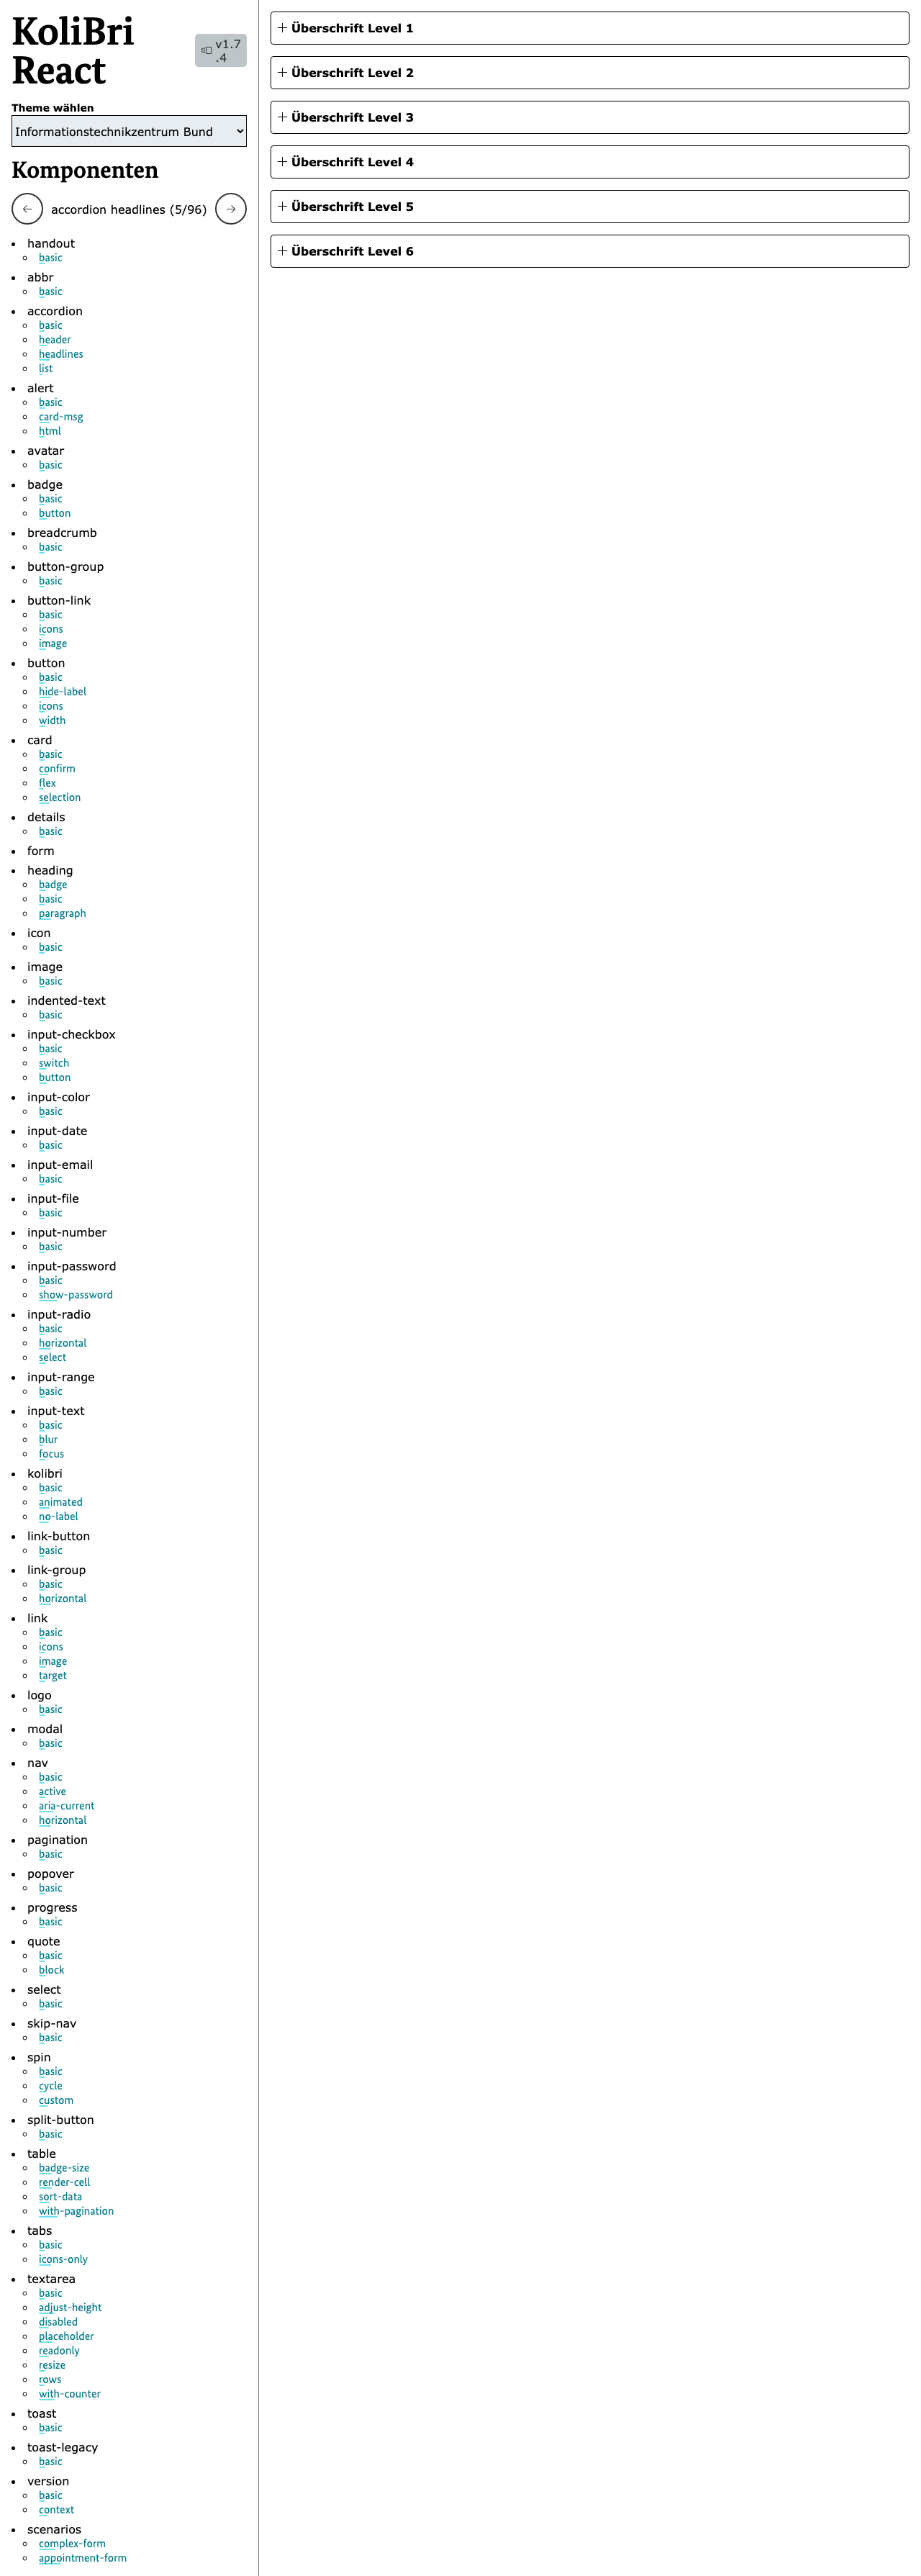 KoliBri
React
v1.7
.4
Theme wählen
Informationstechnikzentrum Bund
Komponenten
accordion headlines (5/96)
handout
basic
abbr
basic
accordion
basic
header
headlines
list
alert
basic
card-msg
html
avatar
basic
badge
basic
button
breadcrumb
basic
button-group
basic
button-link
basic
icons
image
button
basic
hide-label
icons
width
card
basic
confirm
flex
selection
details
basic
form
heading
badge
basic
paragraph
icon
basic
image
basic
indented-text
basic
input-checkbox
basic
switch
button
input-color
basic
input-date
basic
input-email
basic
input-file
basic
input-number
basic
input-password
basic
show-password
input-radio
basic
horizontal
select
input-range
basic
input-text
basic
blur
focus
kolibri
basic
animated
no-label
link-button
basic
link-group
basic
horizontal
link
basic
icons
image
target
logo
basic
modal
basic
nav
basic
active
aria-current
horizontal
pagination
basic
popover
basic
progress
basic
quote
basic
block
select
basic
skip-nav
basic
spin
basic
cycle
custom
split-button
basic
table
badge-size
render-cell
sort-data
with-pagination
tabs
basic
icons-only
textarea
basic
adjust-height
disabled
placeholder
readonly
resize
rows
with-counter
toast
basic
toast-legacy
basic
version
basic
context
scenarios
complex-form
appointment-form
Überschrift Level 1
Überschrift Level 2
Überschrift Level 3
Überschrift Level 4
Überschrift Level 5
Überschrift Level 6